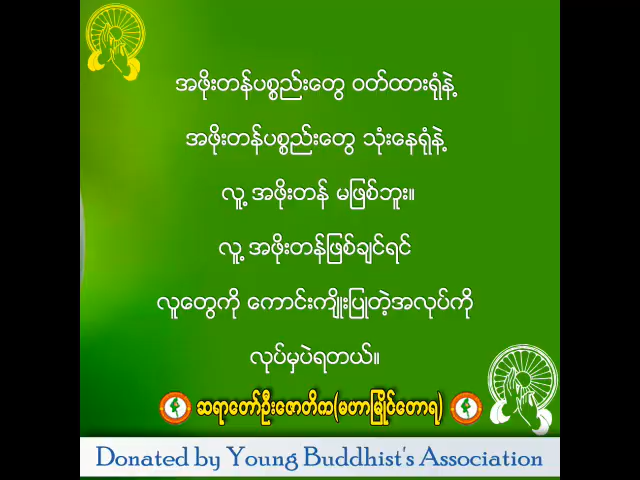 အဖိုးတန်ပစ္စည်းတွေ ဝတ်ထားရုံနဲ့
အဖိုးတန်ပစ္စည်းတွေ သုံးနေရုံနဲ့
လူ့ အဖိုးတန် မဖြစ်ဘူး။
လူ့ အဖိုးတန်ဖြစ်ချင်ရင်
လူတွေကို ကောင်းကျိုးပြုတဲ့အလုပ်ကို
လုပ်မှပဲရတယ်။
ဆရာတော်ဦးဇောတိထ(မဟာမြိုင်တောရ)
Donated by Young Buddhist's Association